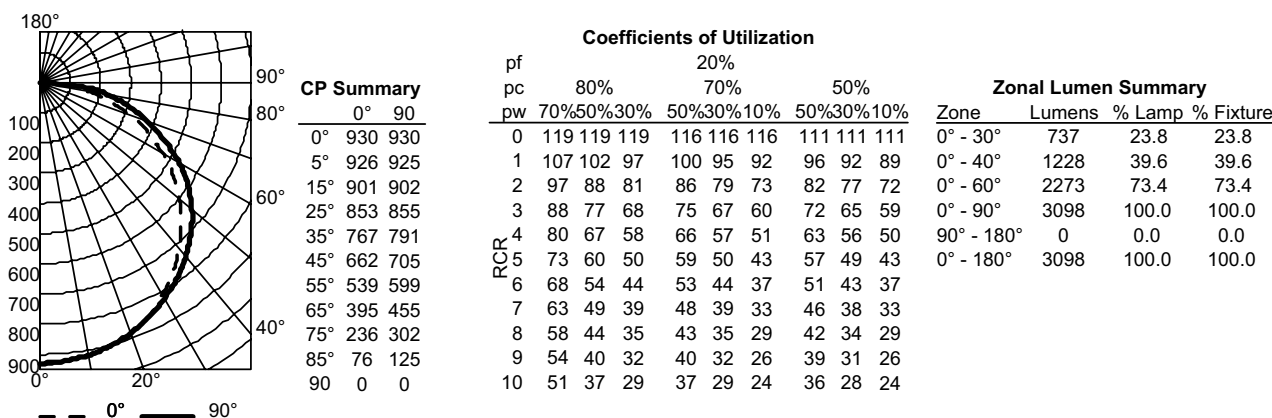 180°
90°
80°
60°
40°
20°
0°
100
200
300
400
500
600
700
800
900
0° 90°
CP Summary
0° 90
0° 930 930
5° 926 925
15° 901 902
25° 853 855
35° 767 791
45° 662 705
55° 539 599
65° 395 455
75° 236 302
85° 76 125
90 0 0
Coefficients of Utilization
pf 20%
pc 80% 70% 50%
pw 70% 50% 30% 50% 30% 10% 50% 30% 10%
RCR
0 119 119 119 116 116 116 111 111 111
1 107 102 97 100 95 92 96 92 89
2 97 88 81 86 79 73 82 77 72
3 88 77 68 75 67 60 72 65 59
4 80 67 58 66 57 51 63 56 50
5 73 60 50 59 50 43 57 49 43
6 68 54 44 53 44 37 51 43 37
7 63 49 39 48 39 33 46 38 33
8 58 44 35 43 35 29 42 34 29
9 54 40 32 40 32 26 39 31 26
10 51 37 29 37 29 24 36 28 24
Zonal Lumen Summary
Zone Lumens % Lamp % Fixture
0° - 30° 737 23.8 23.8
0° - 40° 1228 39.6 39.6
0° - 60° 2273 73.4 73.4
0° - 90° 3098 100.0 100.0
90° - 180° 0 0.0 0.0
0° - 180° 3098 100.0 100.0